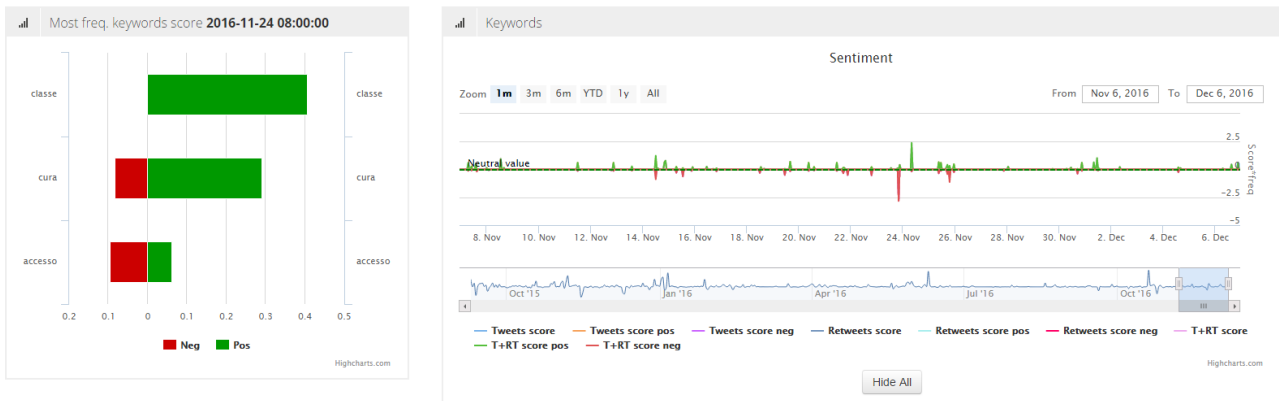 Most freq. keywords score 2016-11-24 08:00:00
classe
cura
accesso
classe
cura
accesso
0.2 0.1 0 0.1 0.2 0.3 0.4 0.5
Neg Pos
Highcharts.com
Keywords
Sentiment
Zoom 1m 3m 6m YTD 1y All
From Nov 6, 2016 To Dec 6, 2016
Neutral value
2.5
0
−2.5
−5
Score*freq
8. Nov 10. Nov 12. Nov 14. Nov 16. Nov 18. Nov 20. Nov 22. Nov 24. Nov 26. Nov 28. Nov 30. Nov 2. Dec 4. Dec 6. Dec
Oct '15 Jan '16 Apr '16 Jul '16 Oct '16
Tweets score Tweets score pos Tweets score neg Retweets score Retweets score pos Retweets score neg T+RT score
T+RT score pos T+RT score neg
Highcharts.com
Hide All